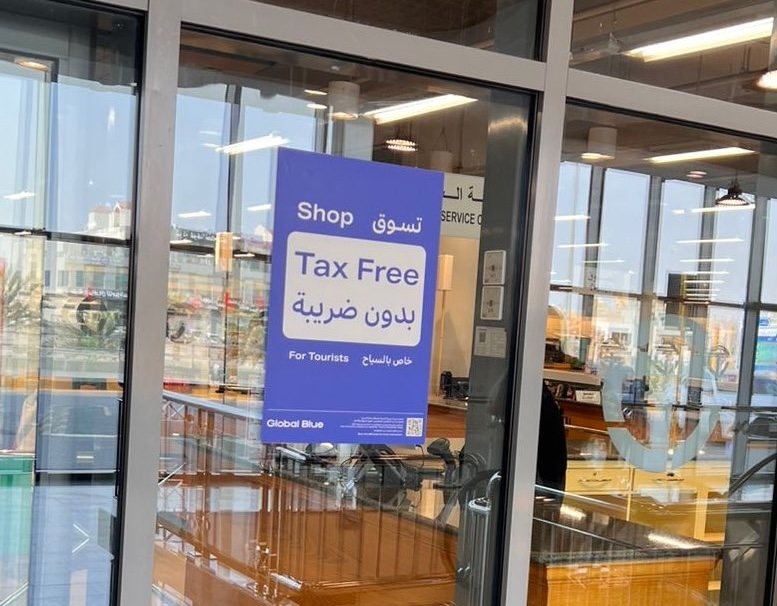 Shop تسوق
Tax Free
بدون ضريبة
For Tourists خاص بالسياح
Global Blue
SERVICE